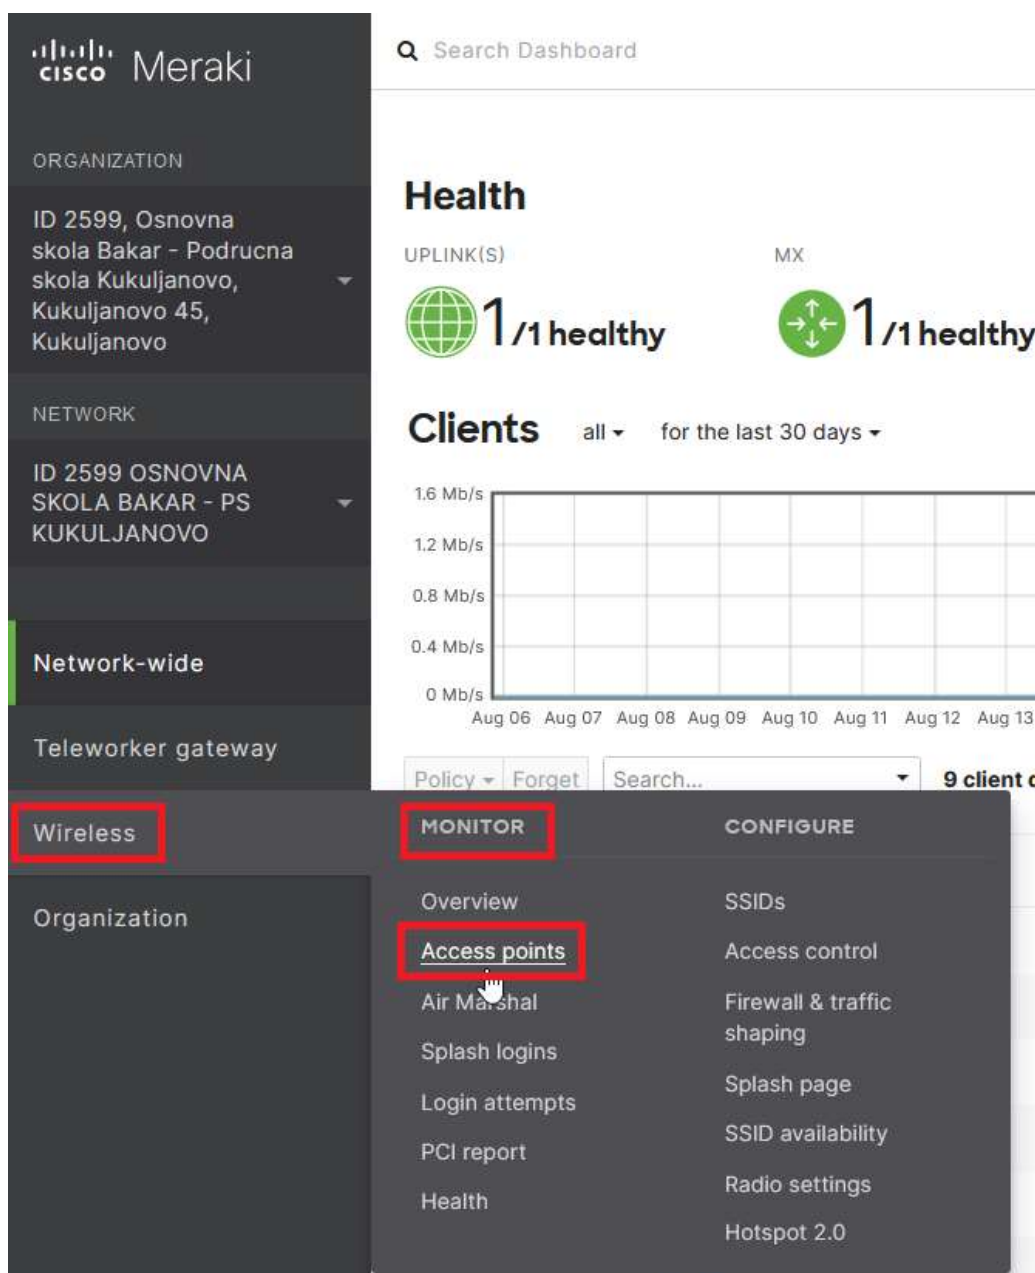 cisco Meraki
Search Dashboard
ORGANIZATION
ID 2599, Osnovna
skola Bakar - Podrucna
skola Kukuljanovo,
Kukuljanovo 45,
Kukuljanovo
NETWORK
ID 2599 OSNOVNA
SKOLA BAKAR - PS
KUKULJANOVO
Network-wide
Teleworker gateway
Wireless
Organization
Health
UPLINK(S)
MX
1/1 healthy
1/1 healthy
Clients all for the last 30 days
1.6 Mb/s
1.2 Mb/s
0.8 Mb/s
0.4 Mb/s
0 Mb/s
Aug 06 Aug 07 Aug 08 Aug 09 Aug 10 Aug 11 Aug 12 Aug 13
Policy Forget Search... 9 client
MONITOR
Overview
Access points
Air Marshal
Splash logins
Login attempts
PCI report
Health
CONFIGURE
SSIDs
Access control
Firewall & traffic
shaping
Splash page
SSID availability
Radio settings
Hotspot 2.0